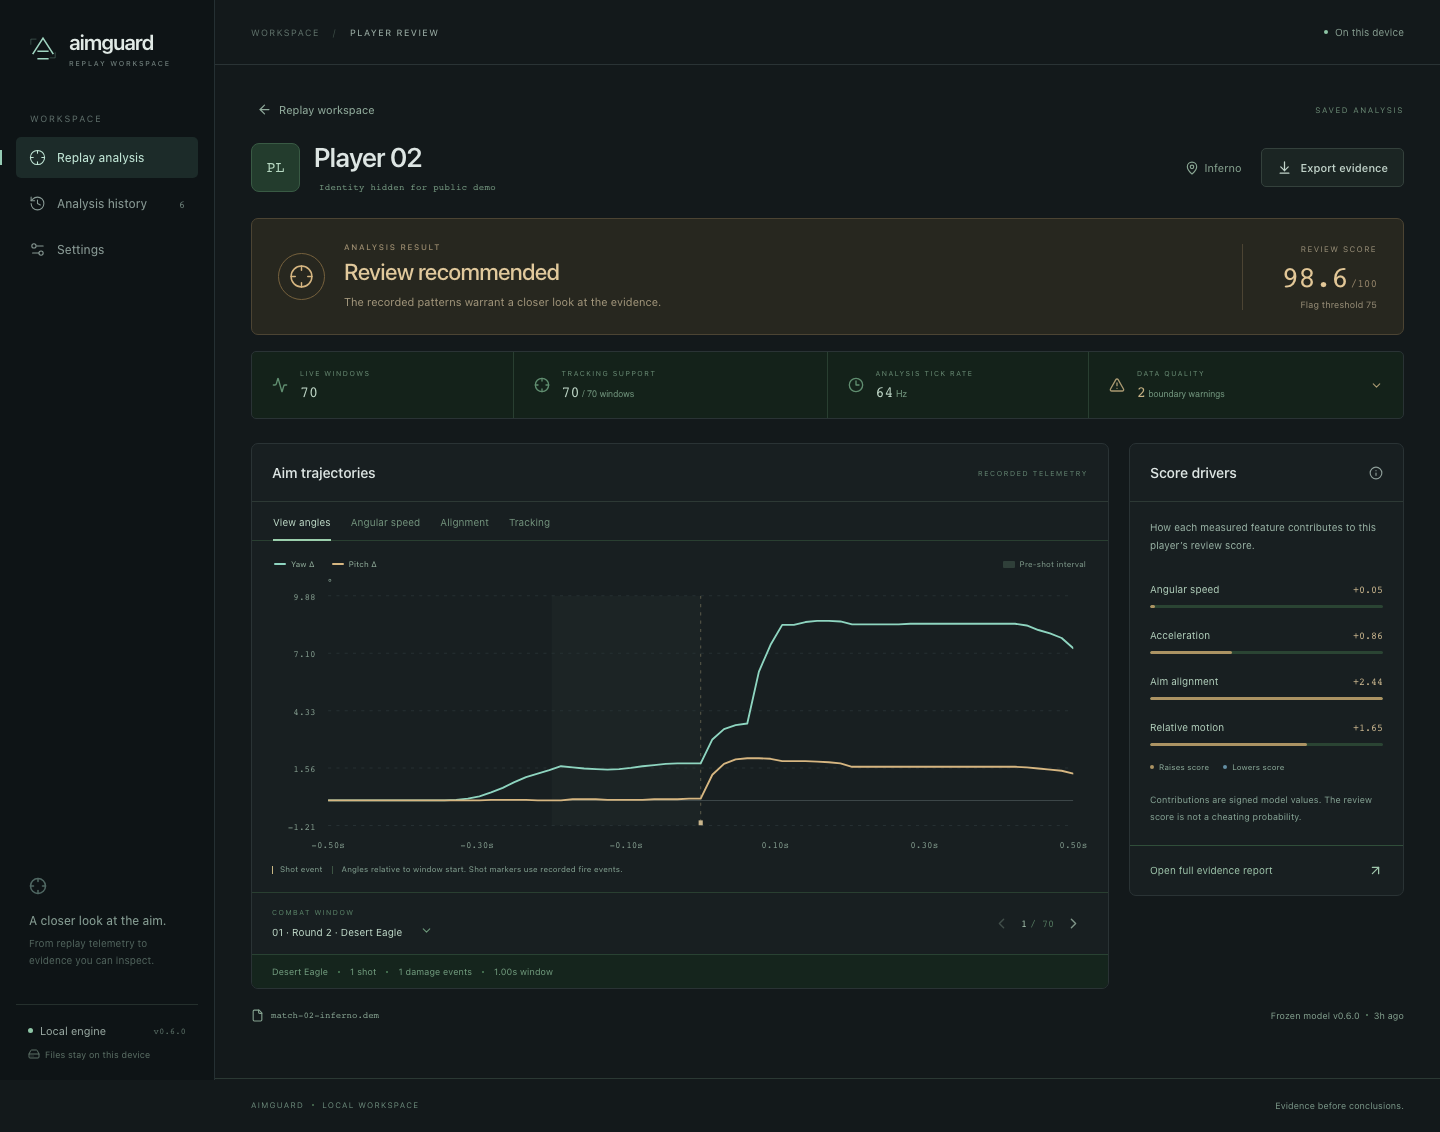 aimguard
REPLAY WORKSPACE
WORKSPACE
Replay analysis
Analysis history 6
Settings
A closer look at the aim.
From replay telemetry to
evidence you can inspect.
Local engine v0.6.0
Files stay on this device
WORKSPACE / PLAYER REVIEW
On this device
Replay workspace
SAVED ANALYSIS
PL
Player 02
Identity hidden for public demo
Inferno
Export evidence
ANALYSIS RESULT
Review recommended
The recorded patterns warrant a closer look at the evidence.
REVIEW SCORE
98.6 /100
Flag threshold 75
LIVE WINDOWS
70
TRACKING SUPPORT
70 / 70 windows
ANALYSIS TICK RATE
64 Hz
DATA QUALITY
2 boundary warnings
Aim trajectories
RECORDED TELEMETRY
View angles Angular speed Alignment Tracking
Yaw Δ Pitch Δ
Pre-shot interval
°
9.88
7.10
4.33
1.56
−1.21
−0.50s −0.30s −0.10s 0.10s 0.30s 0.50s
Shot event | Angles relative to window start. Shot markers use recorded fire events.
COMBAT WINDOW
01 · Round 2 · Desert Eagle
1 / 70
Desert Eagle • 1 shot • 1 damage events • 1.00s window
Score drivers
How each measured feature contributes to this
player's review score.
Angular speed +0.05
Acceleration +0.86
Aim alignment +2.44
Relative motion +1.65
Raises score Lowers score
Contributions are signed model values. The review
score is not a cheating probability.
Open full evidence report
match-02-inferno.dem
Frozen model v0.6.0 • 3h ago
AIMGUARD • LOCAL WORKSPACE
Evidence before conclusions.